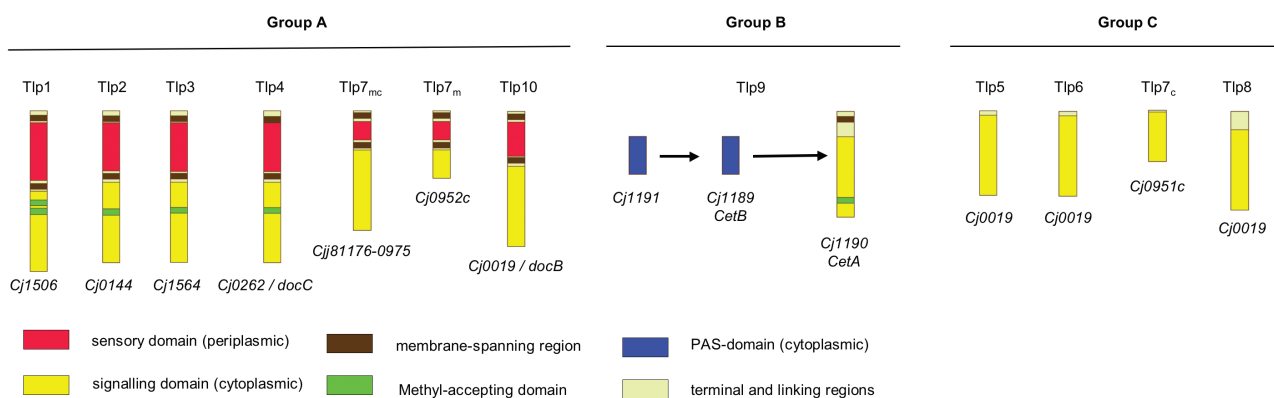 Group A Group B Group C
Tlp1 Tlp2 Tlp3 Tlp4 Tlp7mc Tlp7m Tlp10 Tlp9 Tlp5 Tlp6 Tlp7c Tlp8
Cj1506 Cj0144 Cj1564 Cj0262 / docC Cjj81176-0975 Cj0952c Cj0019 / docB
Cj1191 Cj1189
CetB
Cj1190
CetA
Cj0019 Cj0019 Cj0951c Cj0019
sensory domain (periplasmic) membrane-spanning region PAS-domain (cytoplasmic)
signalling domain (cytoplasmic) Methyl-accepting domain terminal and linking regions